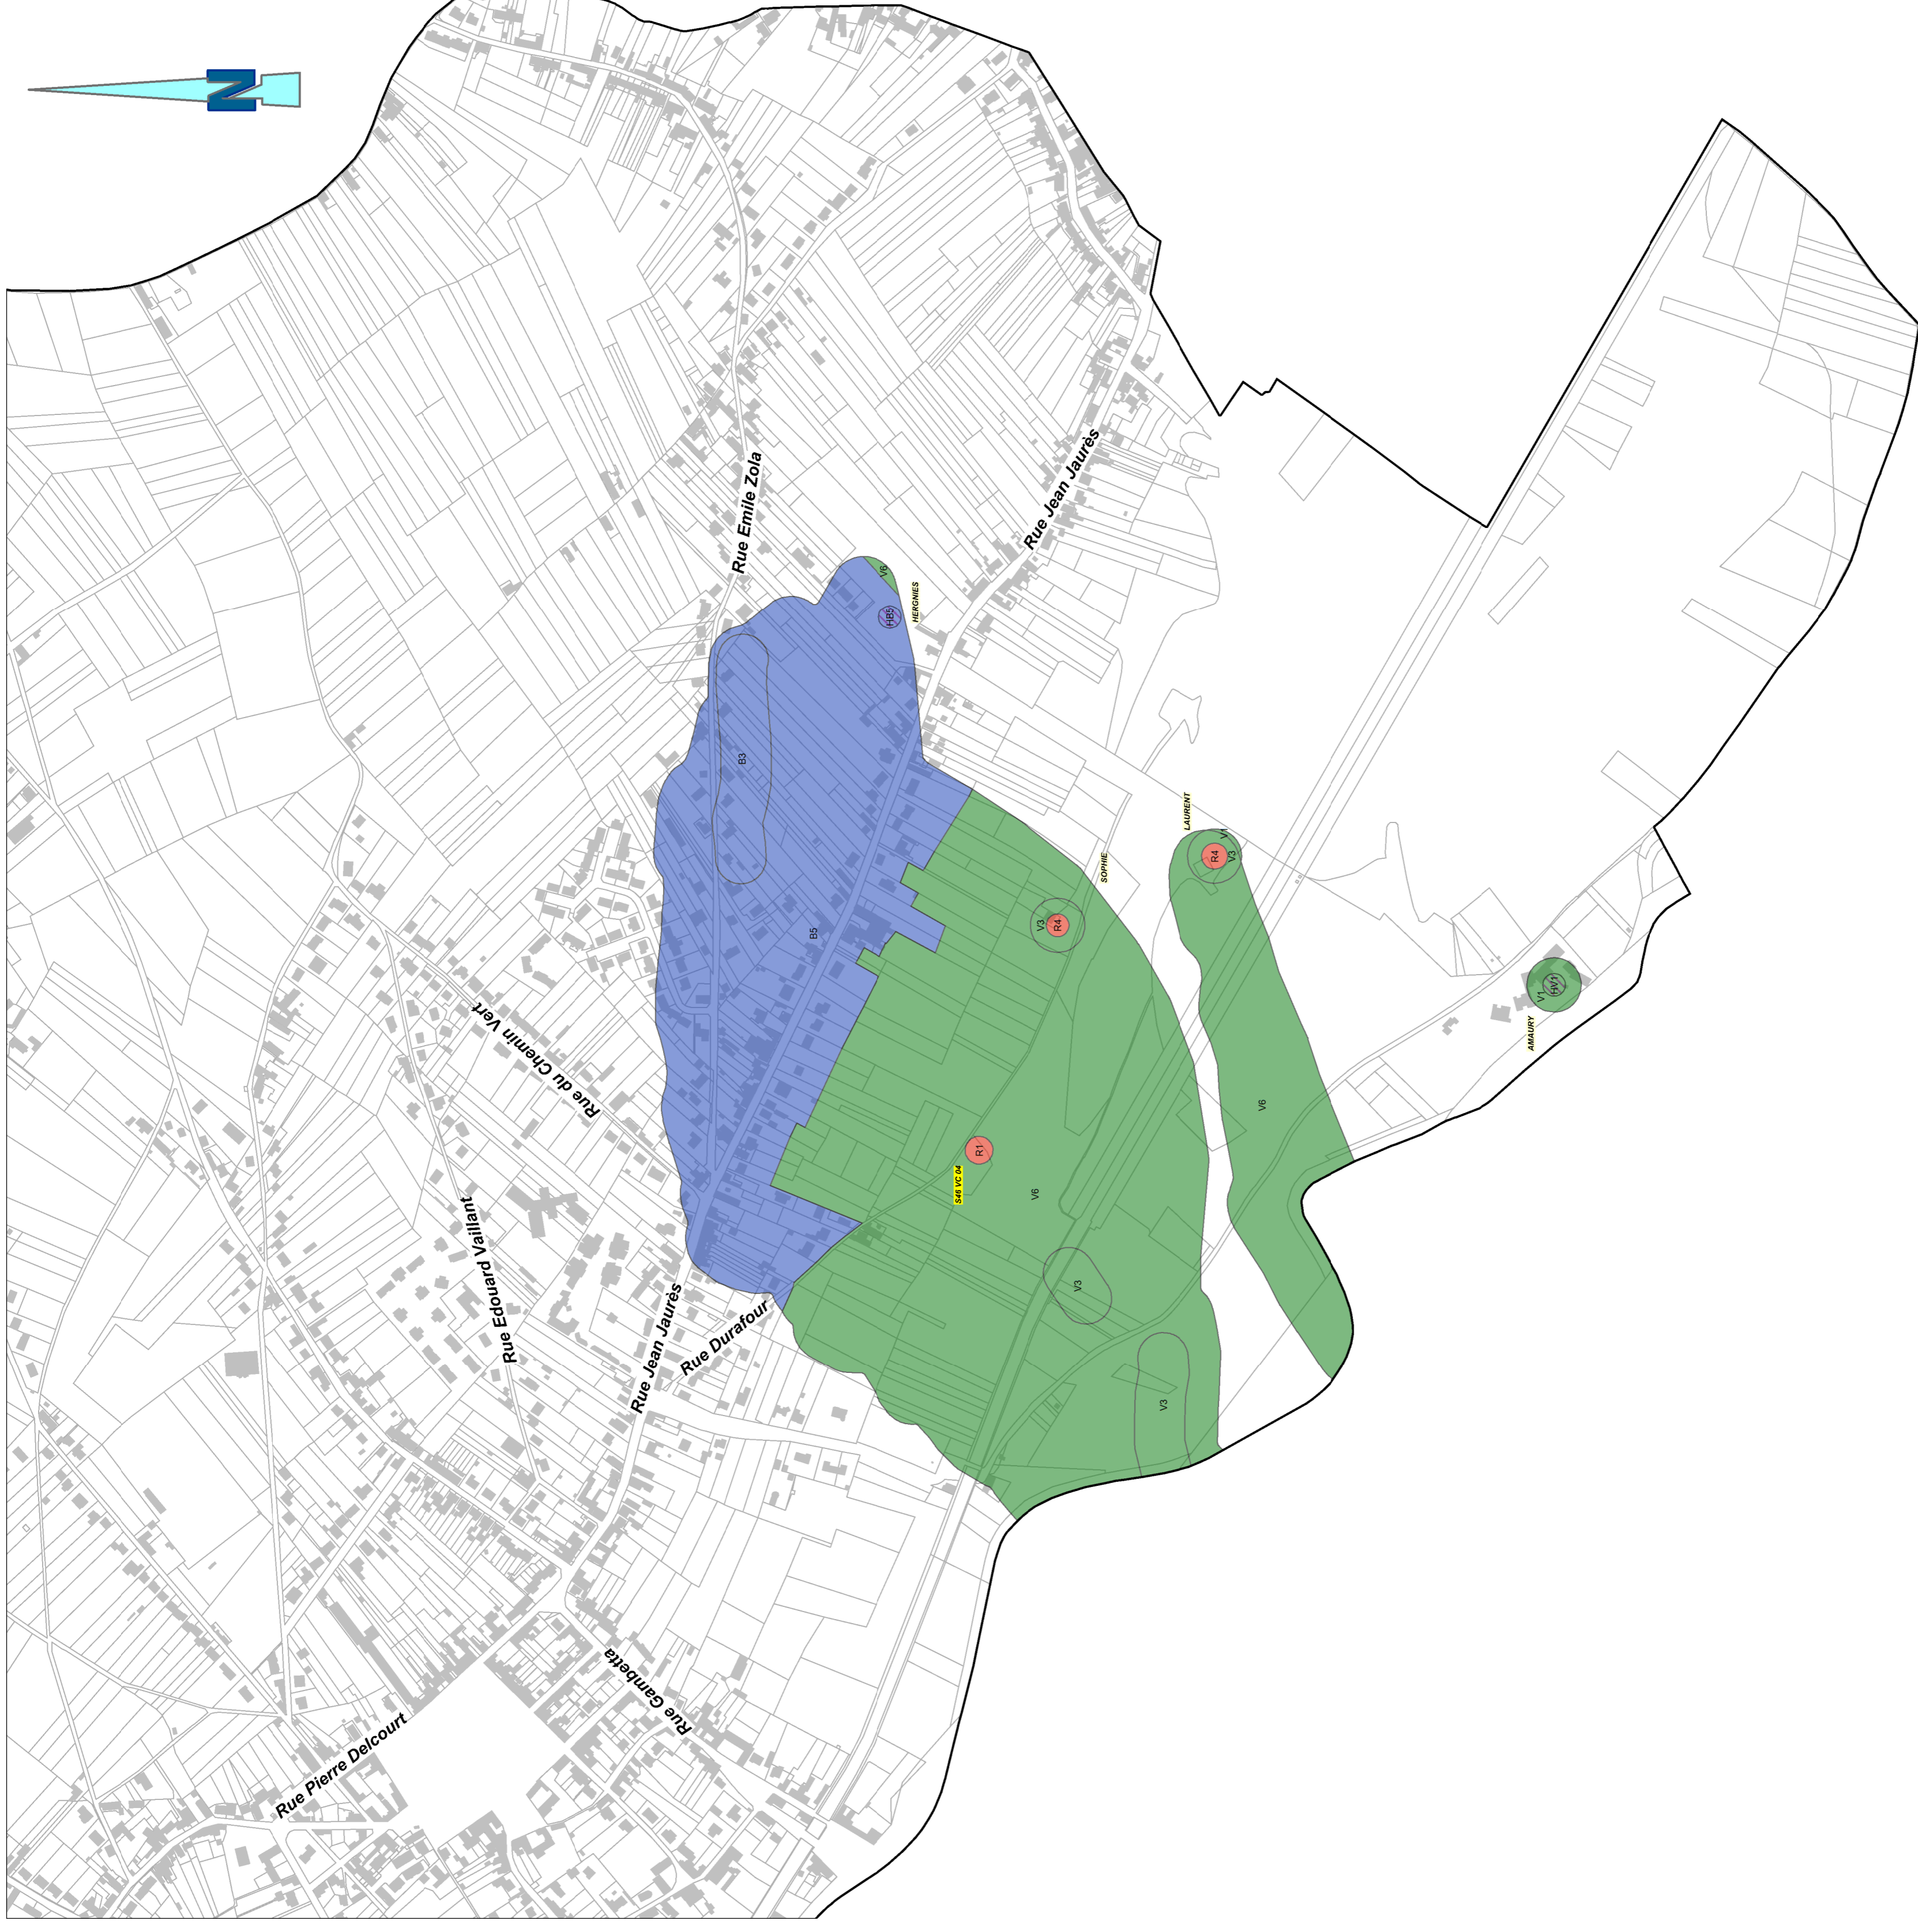 N
Rue Emile Zola
Rue Jean Jaurès
V6
HB5
HERGNIES
B3
LAURENT
V1
R4
V3
SOPHIE
V3
R4
B5
HV1
V1
AMAURY
Rue du Chemin Vert
V6
R1
S46 VC 04
V6
Rue Edouard Vaillant
V3
Rue Jean Jaurès
Rue Durafour
V3
Rue Gambetta
Rue Pierre Delcourt